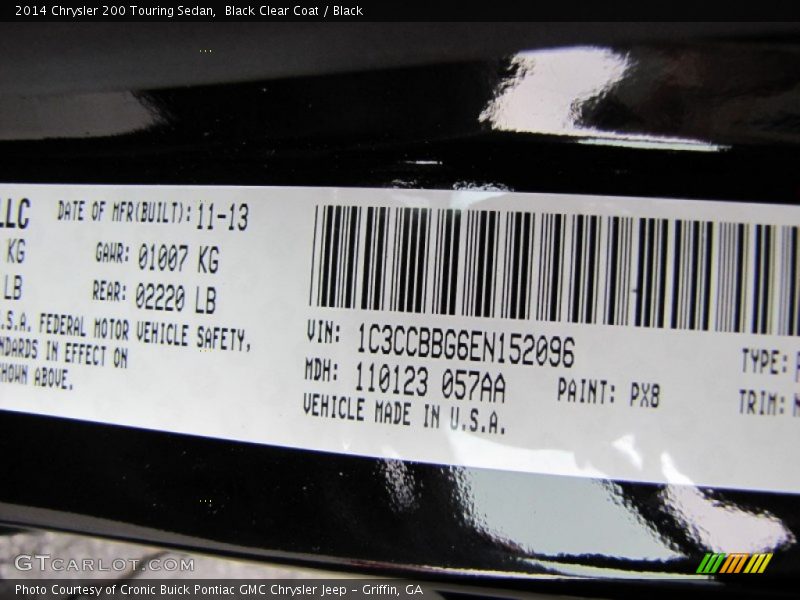 2014 Chrysler 200 Touring Sedan,  Black Clear Coat / Black
LLC DATE OF MFR(BUILT): 11-13
KG GAWR: 01007 KG
LB REAR: 02220 LB
.S.A. FEDERAL MOTOR VEHICLE SAFETY,
NDARDS IN EFFECT ON
SHOWN ABOVE.
VIN: 1C3CCBBG6EN152096
TYPE:
MDH: 110123 057AA PAINT: PX8
TRIM:
VEHICLE MADE IN U.S.A.
GTCARLOT.COM
Photo Courtesy of Cronic Buick Pontiac GMC Chrysler Jeep - Griffin, GA